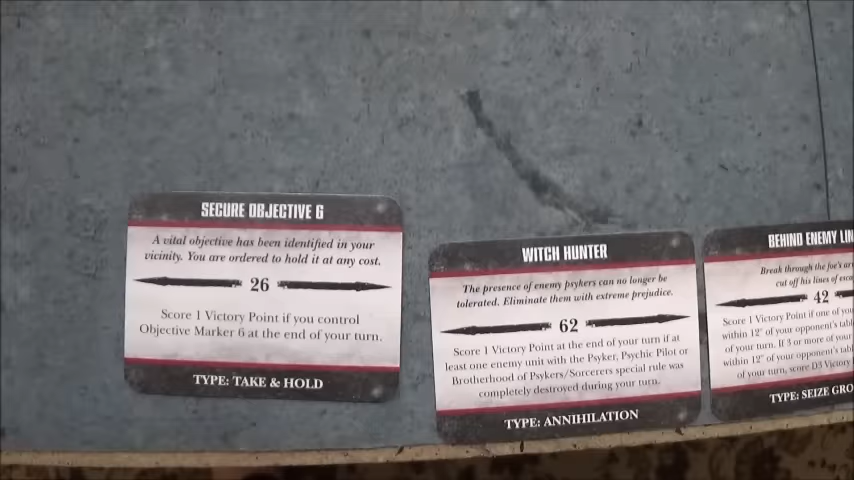 SECURE OBJECTIVE 6
A vital objective has been identified in your
vicinity. You are ordered to hold it at any cost.
26
Score 1 Victory Point if you control
Objective Marker 6 at the end of your turn.
TYPE: TAKE & HOLD
WITCH HUNTER
The presence of enemy psykers can no longer be
tolerated. Eliminate them with extreme prejudice.
62
Score 1 Victory Point at the end of your turn if at
least one enemy unit with the Psyker, Psychic Pilot or
Brotherhood of Psykers/Sorcerers special rule was
completely destroyed during your turn.
TYPE: ANNIHILATION
BEHIND ENEMY LIN
Break through the foe's ar
cut off his lines of esca
42
Score 1 Victory Point if one of you
within 12" of your opponent's tabl
of your turn. If 3 or more of your
within 12" of your opponent's tabl
of your turn, score D3 Victory
TYPE: SEIZE GRO